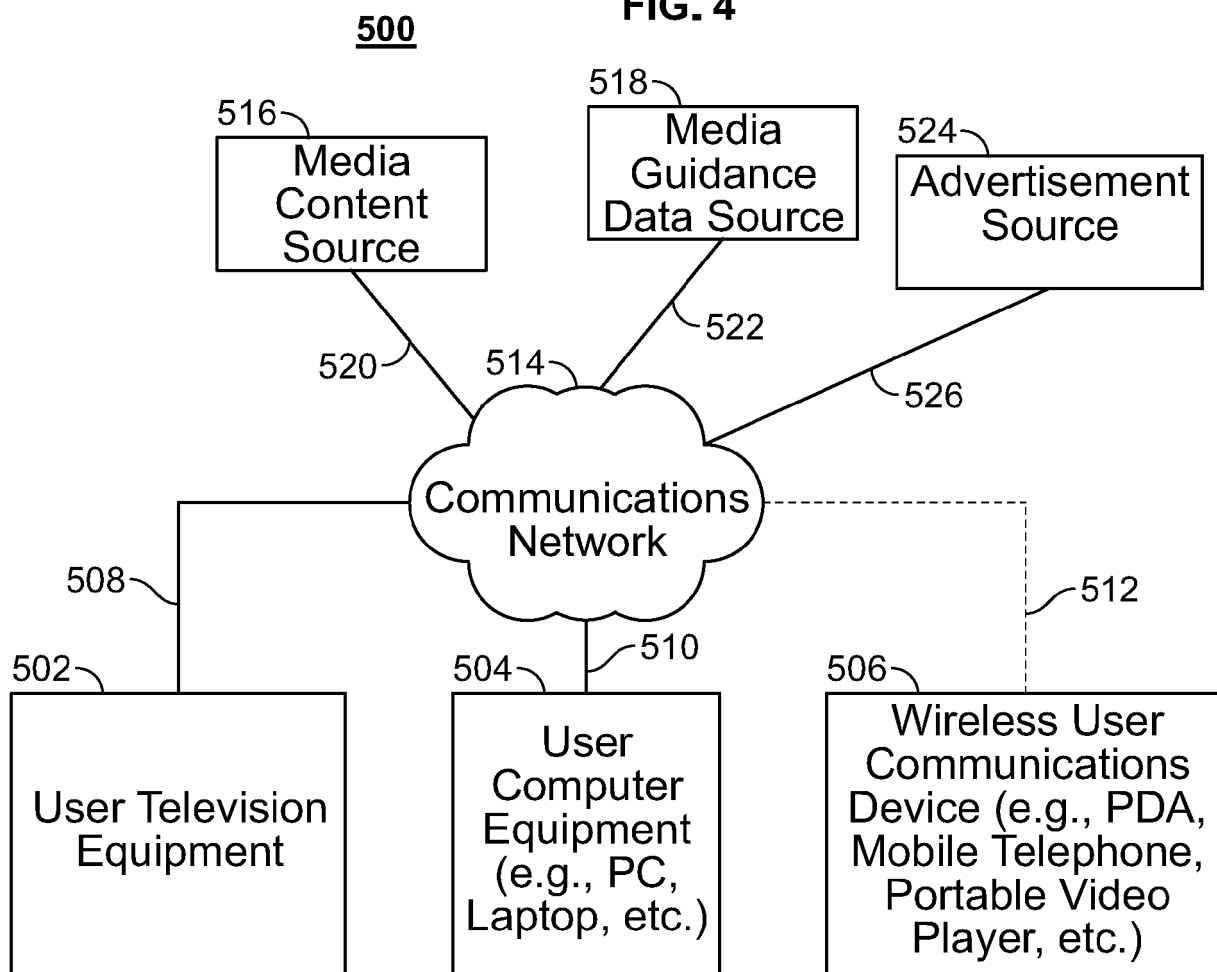 FIG. 4
500
516
Media
Content
Source
518
Media
Guidance
Data Source
524
Advertisement
Source
520
522
526
514
Communications
Network
508
510
512
502
User Television
Equipment
504
User
Computer
Equipment
(e.g., PC,
Laptop, etc.)
506
Wireless User
Communications
Device (e.g., PDA,
Mobile Telephone,
Portable Video
Player, etc.)